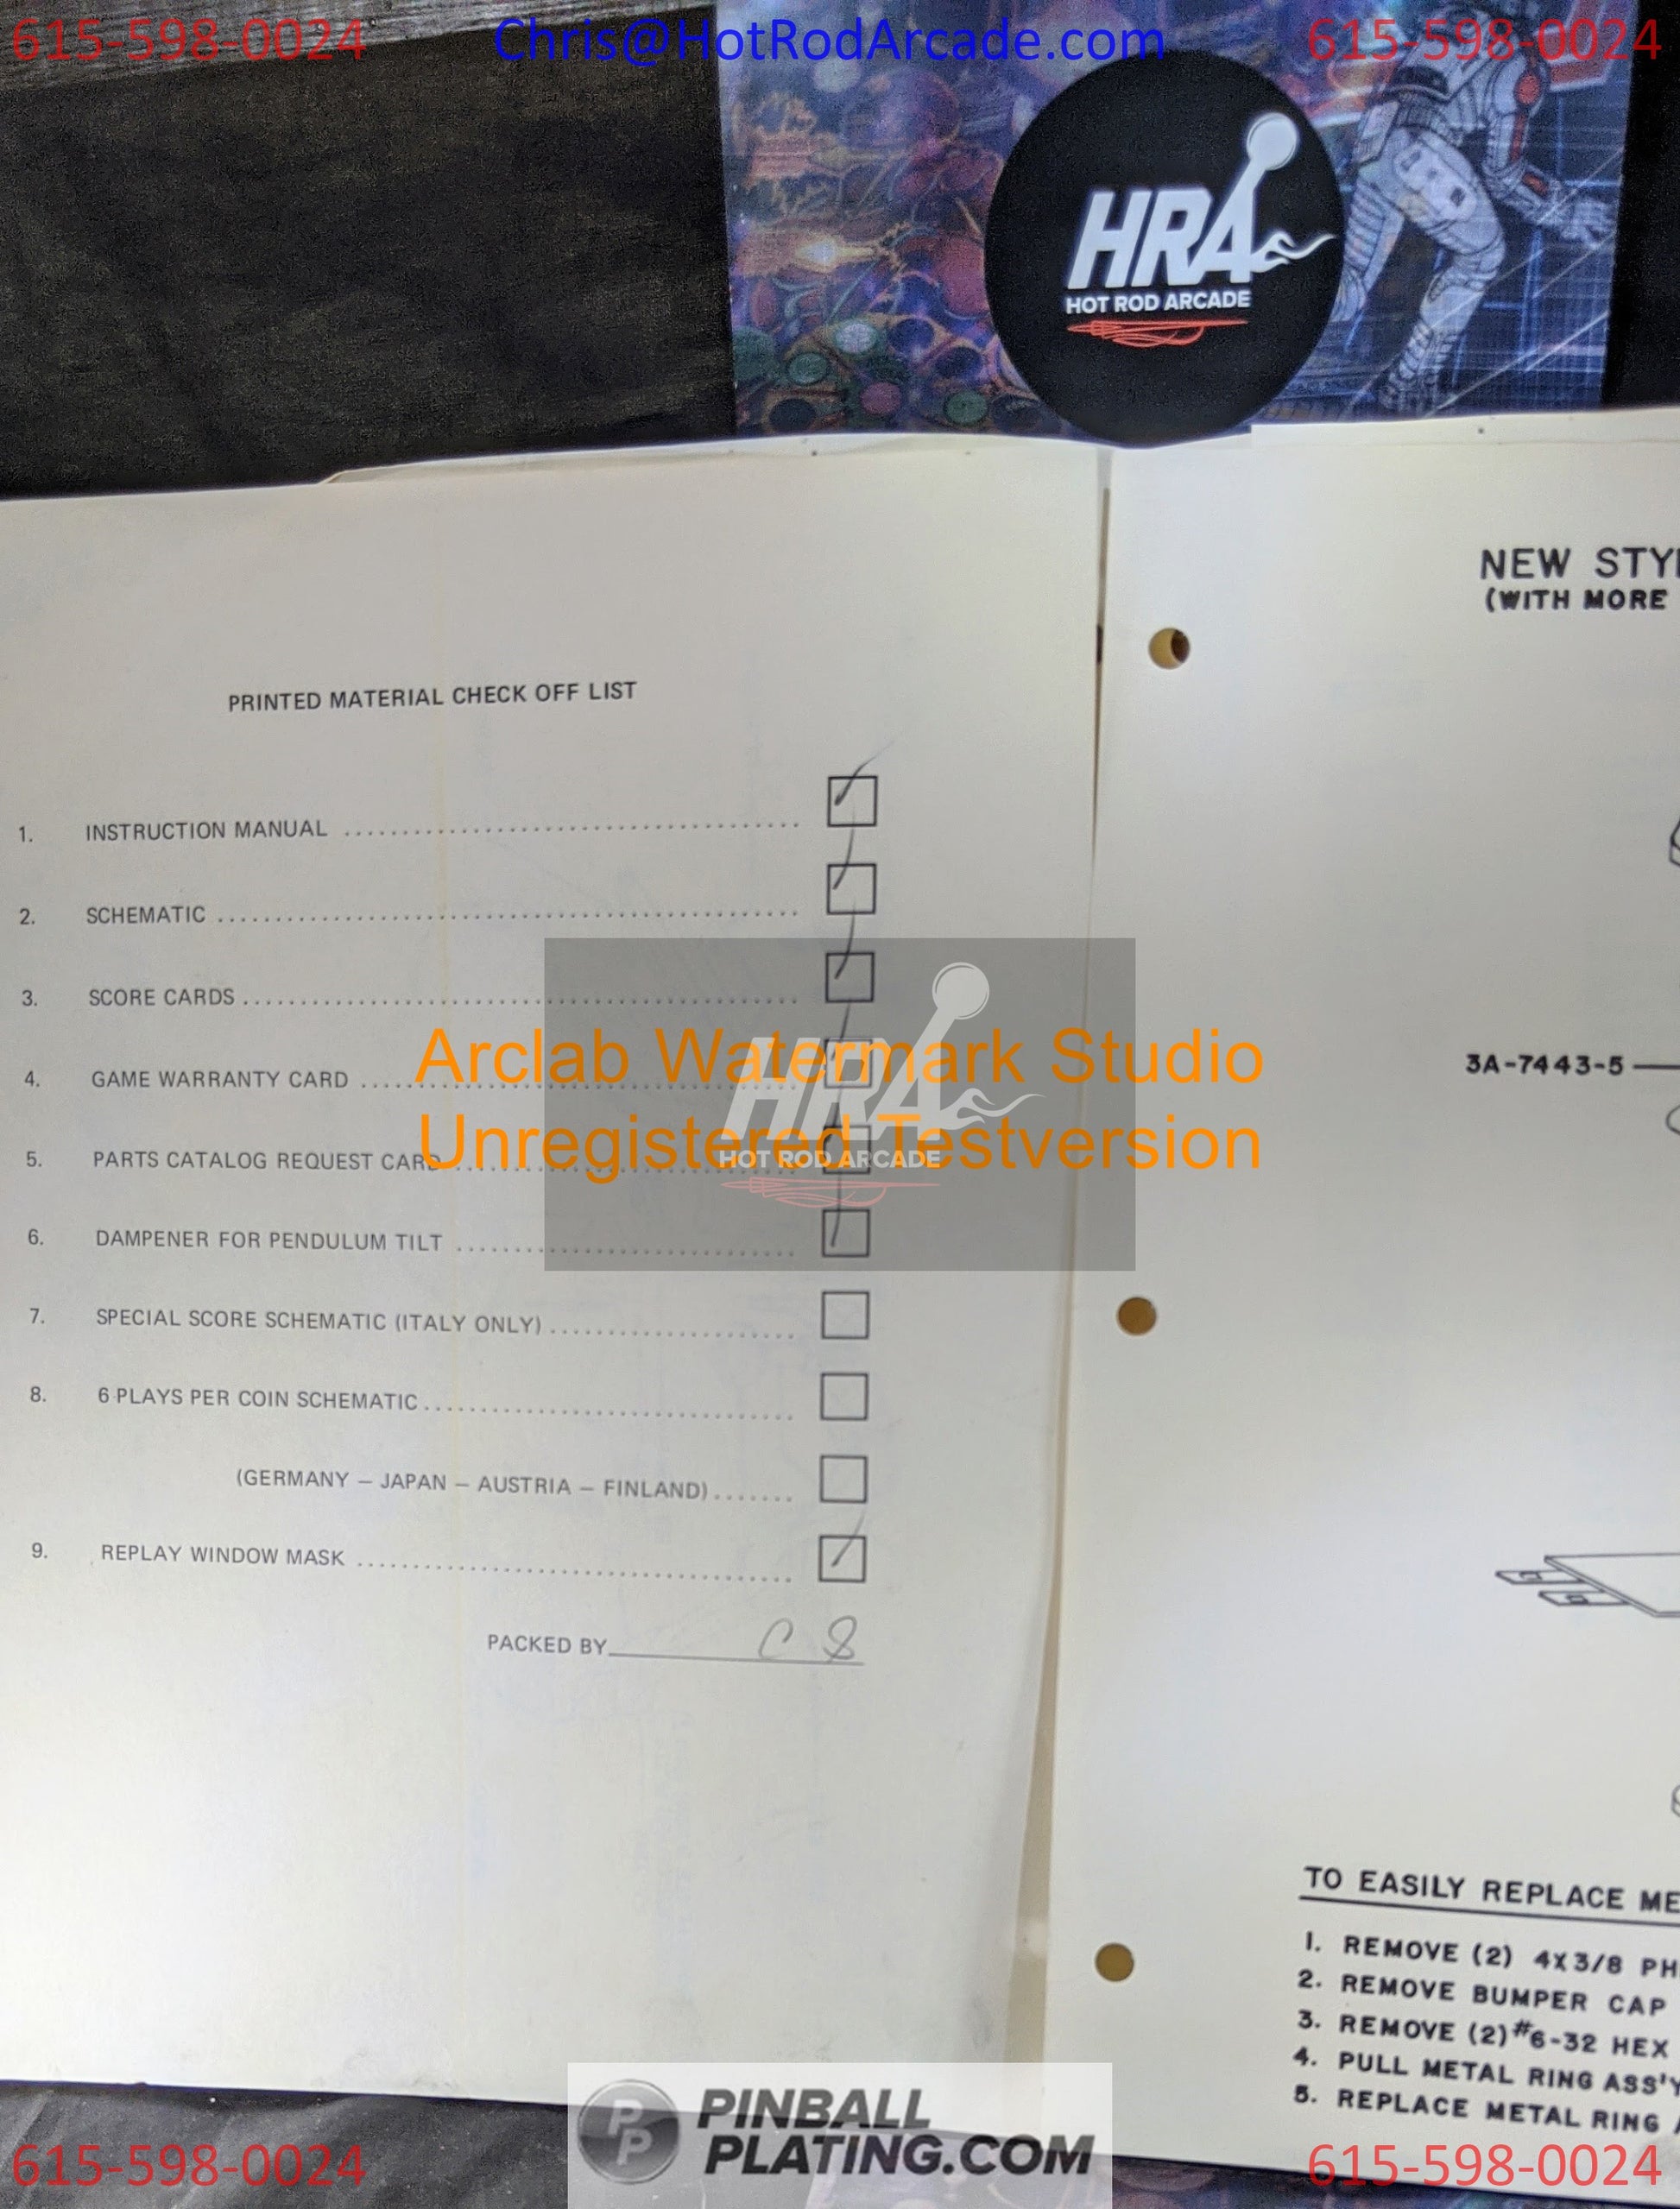 615-598-0024 Chris@HotRodArcade.com 615-598-0024
HRA
HOT ROD ARCADE
PRINTED MATERIAL CHECK OFF LIST
1. INSTRUCTION MANUAL
2. SCHEMATIC
3. SCORE CARDS
4. GAME WARRANTY CARD
5. PARTS CATALOG REQUEST CARD
6. DAMPENER FOR PENDULUM TILT
7. SPECIAL SCORE SCHEMATIC (ITALY ONLY)
8. 6 PLAYS PER COIN SCHEMATIC
(GERMANY – JAPAN – AUSTRIA – FINLAND)
9. REPLAY WINDOW MASK
PACKED BY C S
Arclab Watermark Studio
Unregistered Testversion
HRA
HOT ROD ARCADE
NEW
(WITH MORE
3A-7443-5
TO EASILY REPLACE
1. REMOVE (2) 4X3/8
2. REMOVE BUMPER CAP
3. REMOVE (2) #6-32 HEX
4. PULL METAL RING ASS'Y
5. REPLACE METAL RING
PP
PINBALL
PLATING.COM
615-598-0024 615-598-0024